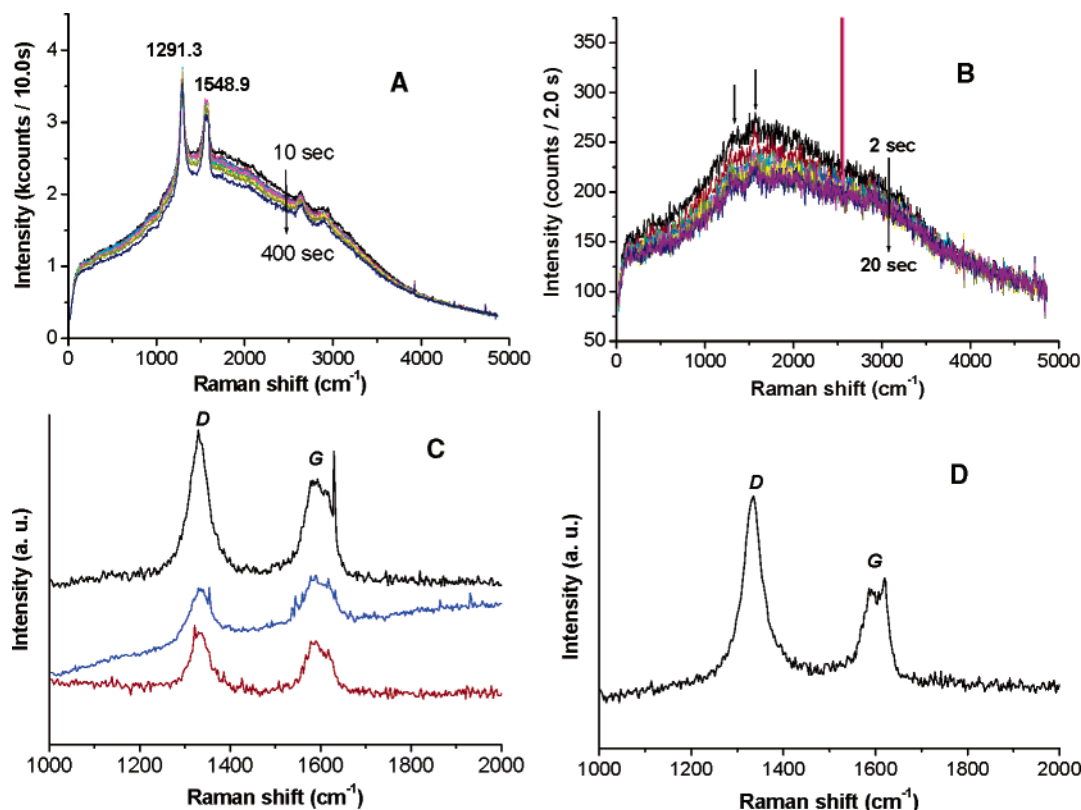 A
1291.3
1548.9
10 sec
400 sec
Intensity (kcounts / 10.0s)
4
3
2
1
0
0 1000 2000 3000 4000 5000
Raman shift (cm⁻¹)
B
2 sec
20 sec
Intensity (counts / 2.0 s)
350
300
250
200
150
100
50
0 1000 2000 3000 4000 5000
Raman shift (cm⁻¹)
C
D
G
Intensity (a. u.)
1000 1200 1400 1600 1800 2000
Raman shift (cm⁻¹)
D
D
G
Intensity (a. u.)
1000 1200 1400 1600 1800 2000
Raman shift (cm⁻¹)